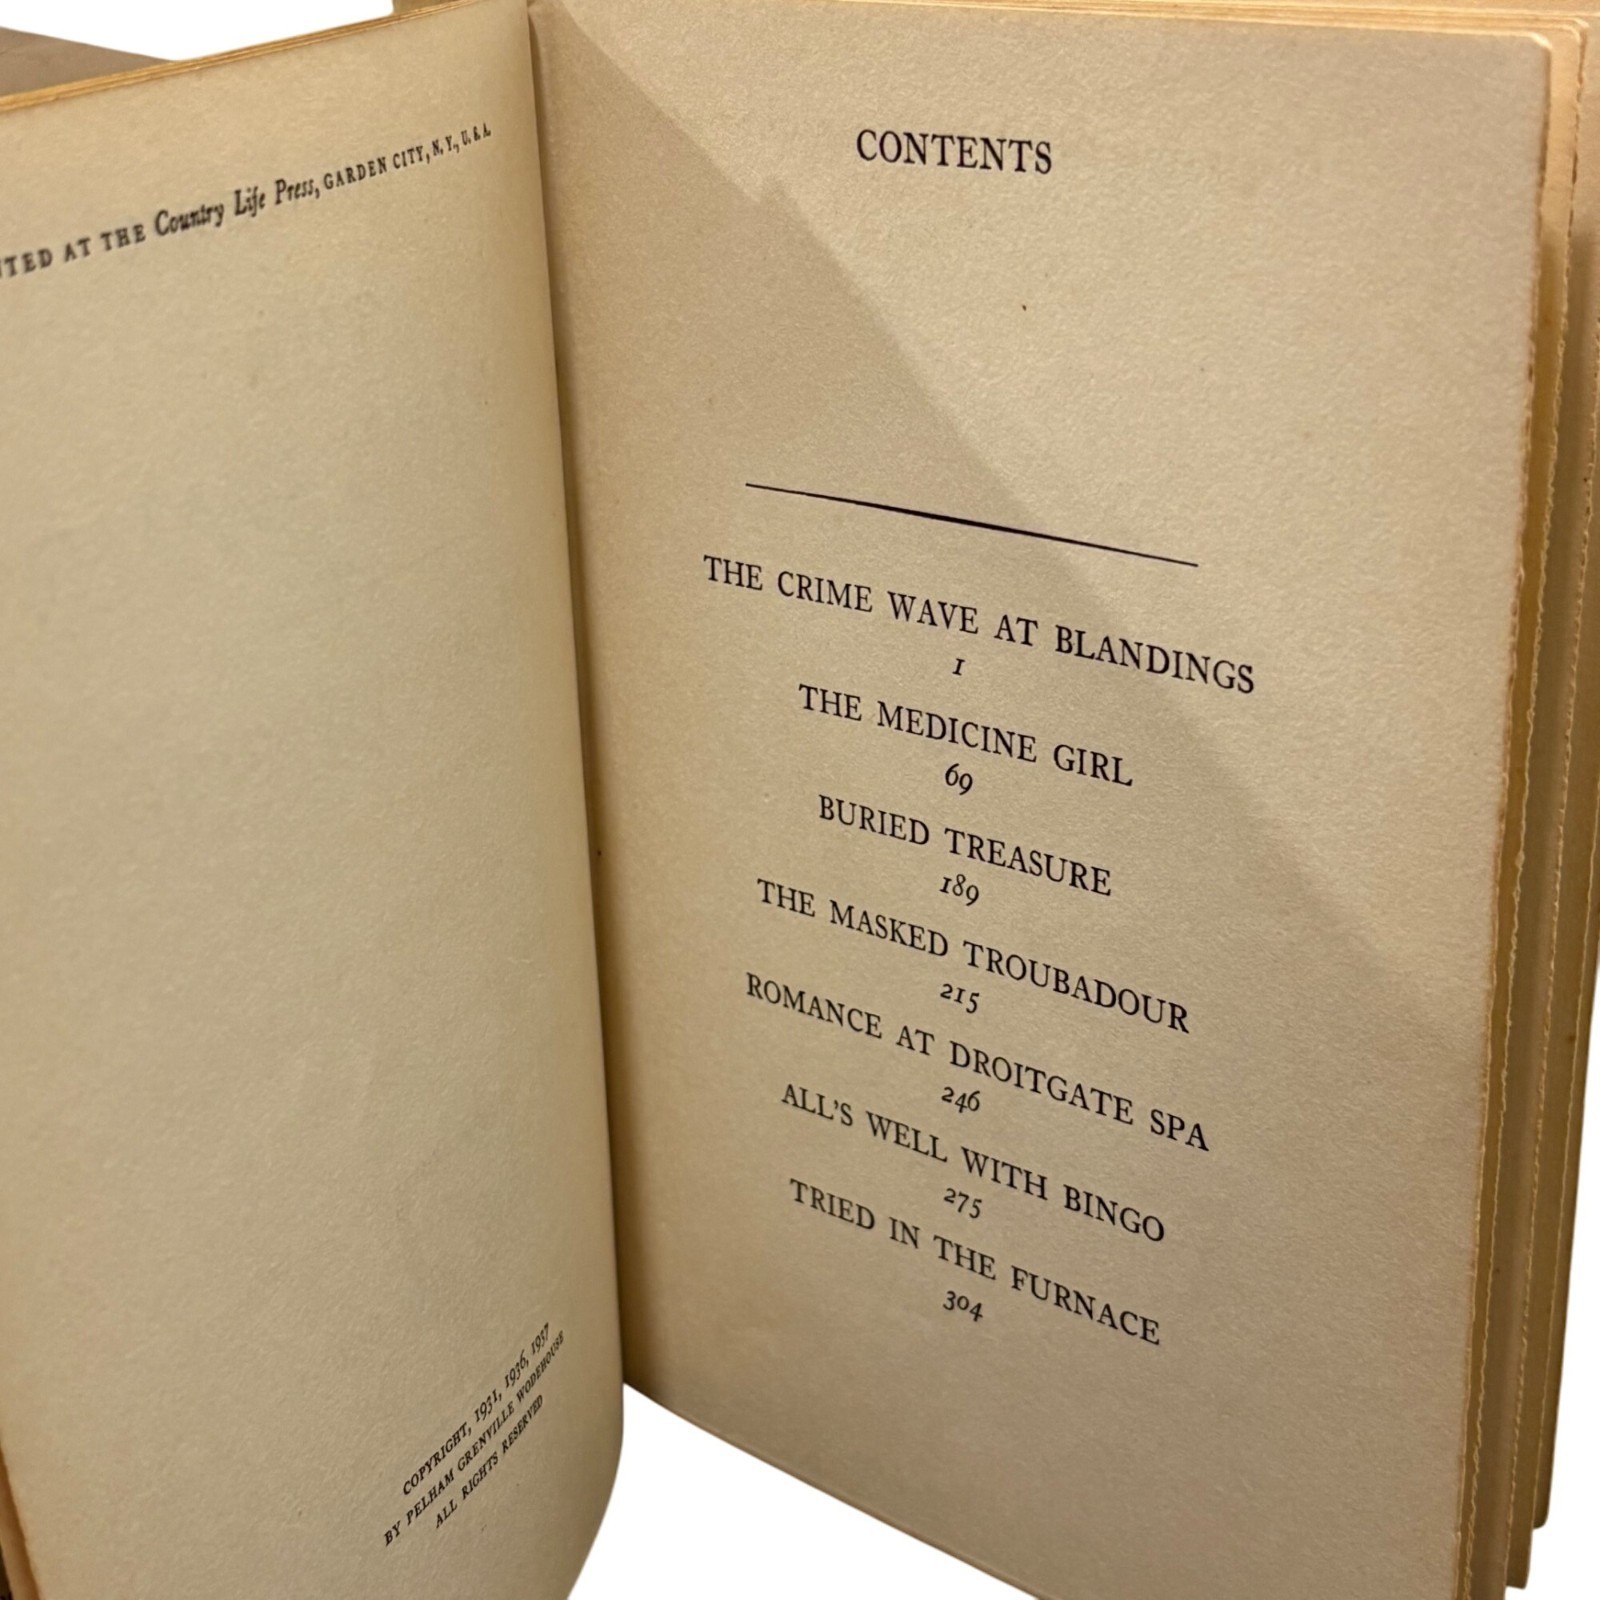 TED AT THE Country Life Press, GARDEN CITY, N. Y., U. S. A.
COPYRIGHT, 1931, 1936, 1937
BY PELHAM GRENVILLE WODEHOUSE
ALL RIGHTS RESERVED
CONTENTS
THE CRIME WAVE AT BLANDINGS
1
THE MEDICINE GIRL
69
BURIED TREASURE
189
THE MASKED TROUBADOUR
215
ROMANCE AT DROITGATE SPA
246
ALL'S WELL WITH BINGO
275
TRIED IN THE FURNACE
304